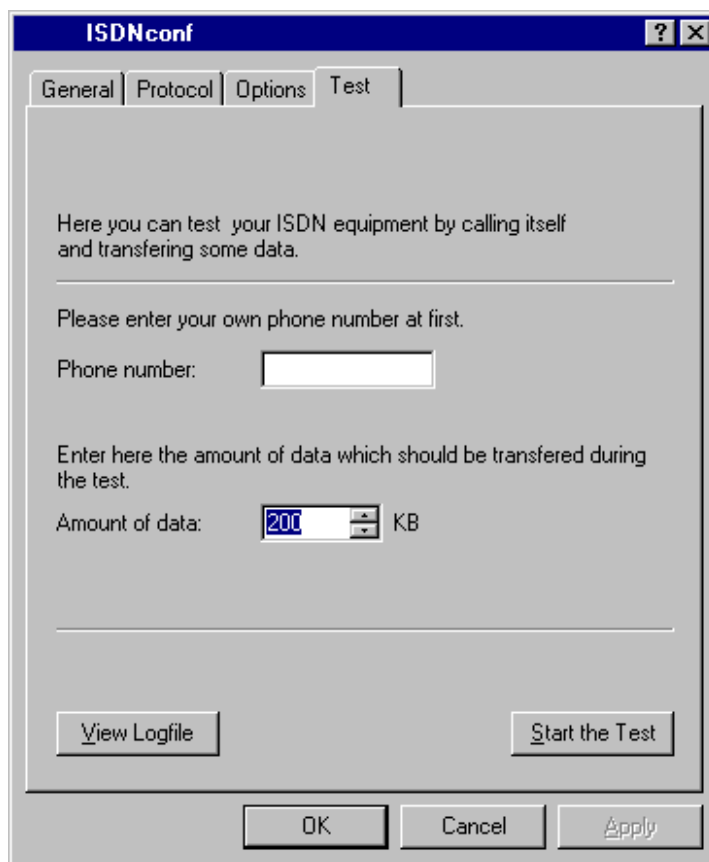 ISDNconf
General Protocol Options Test
Here you can test your ISDN equipment by calling itself
and transfering some data.
Please enter your own phone number at first.
Phone number:
Enter here the amount of data which should be transfered during
the test.
Amount of data: 200 KB
View Logfile Start the Test
OK Cancel Apply